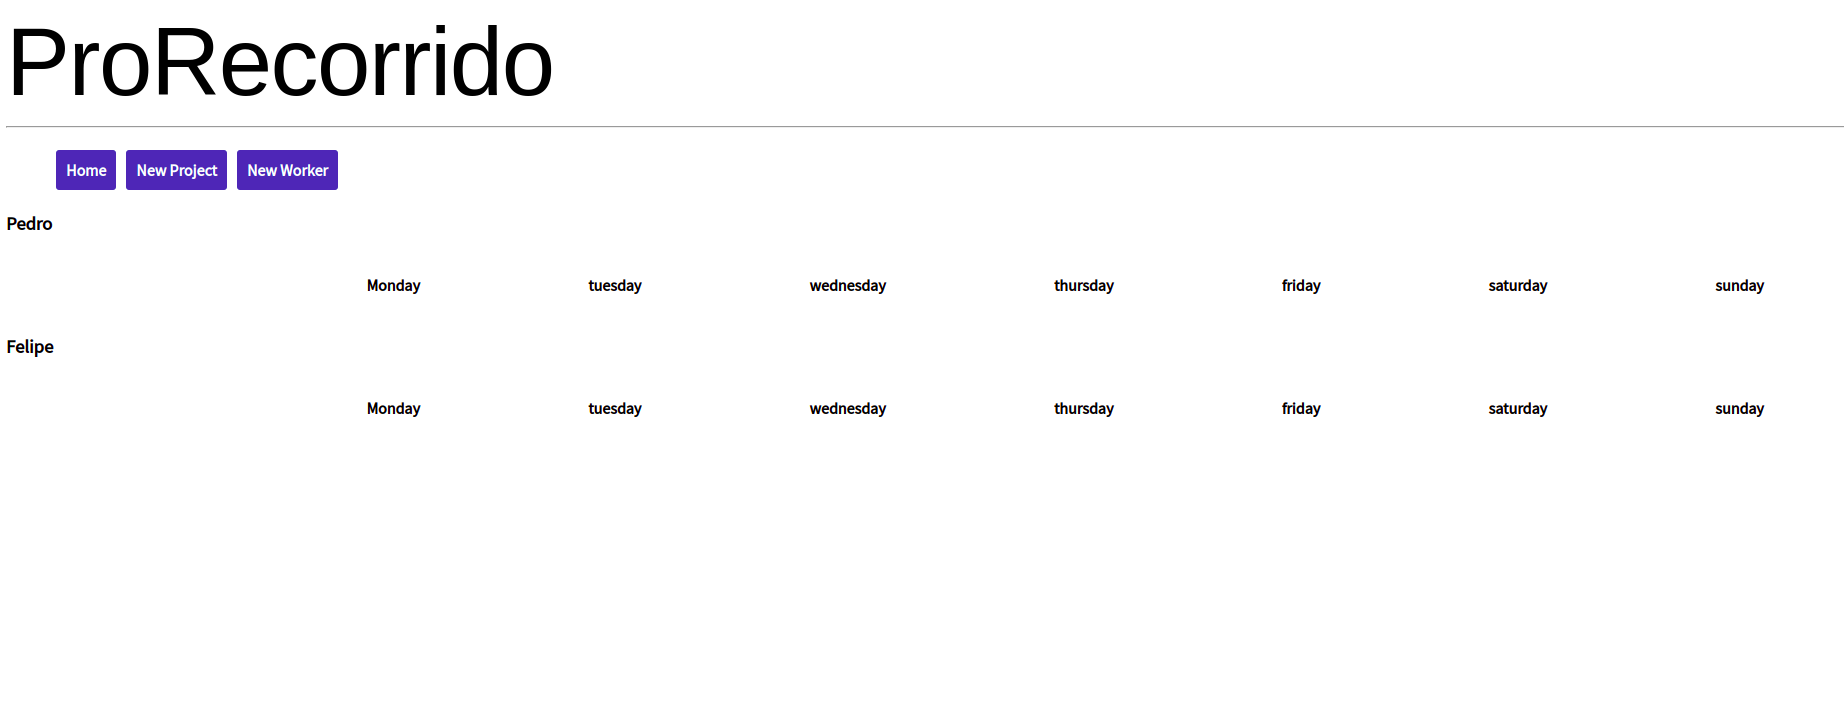 ProRecorrido
Home New Project New Worker
Pedro
Monday tuesday wednesday thursday friday saturday sunday
Felipe
Monday tuesday wednesday thursday friday saturday sunday